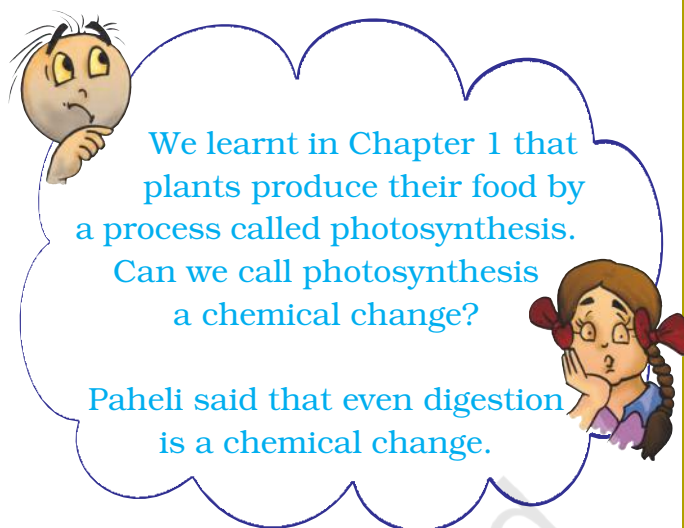 We learnt in Chapter 1 that
plants produce their food by
a process called photosynthesis.
Can we call photosynthesis
a chemical change?
Paheli said that even digestion
is a chemical change.